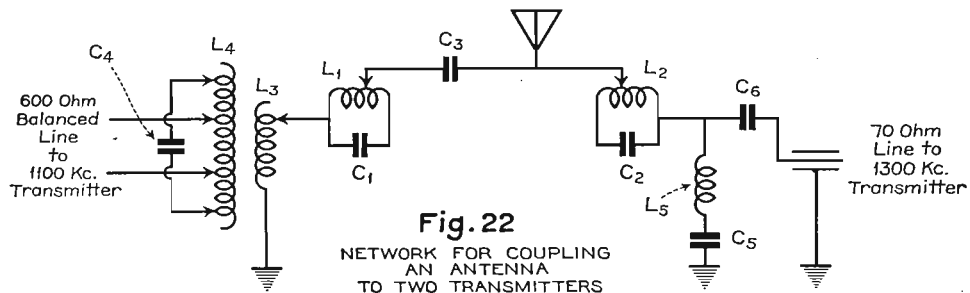 C4
L4
L3
L1
C1
C3
L2
C2
C6
L5
C5
600 Ohm
Balanced
Line
to
1100 Kc.
Transmitter
70 Ohm
Line to
1300 Kc.
Transmitter
Fig. 22
NETWORK FOR COUPLING
AN ANTENNA
TO TWO TRANSMITTERS